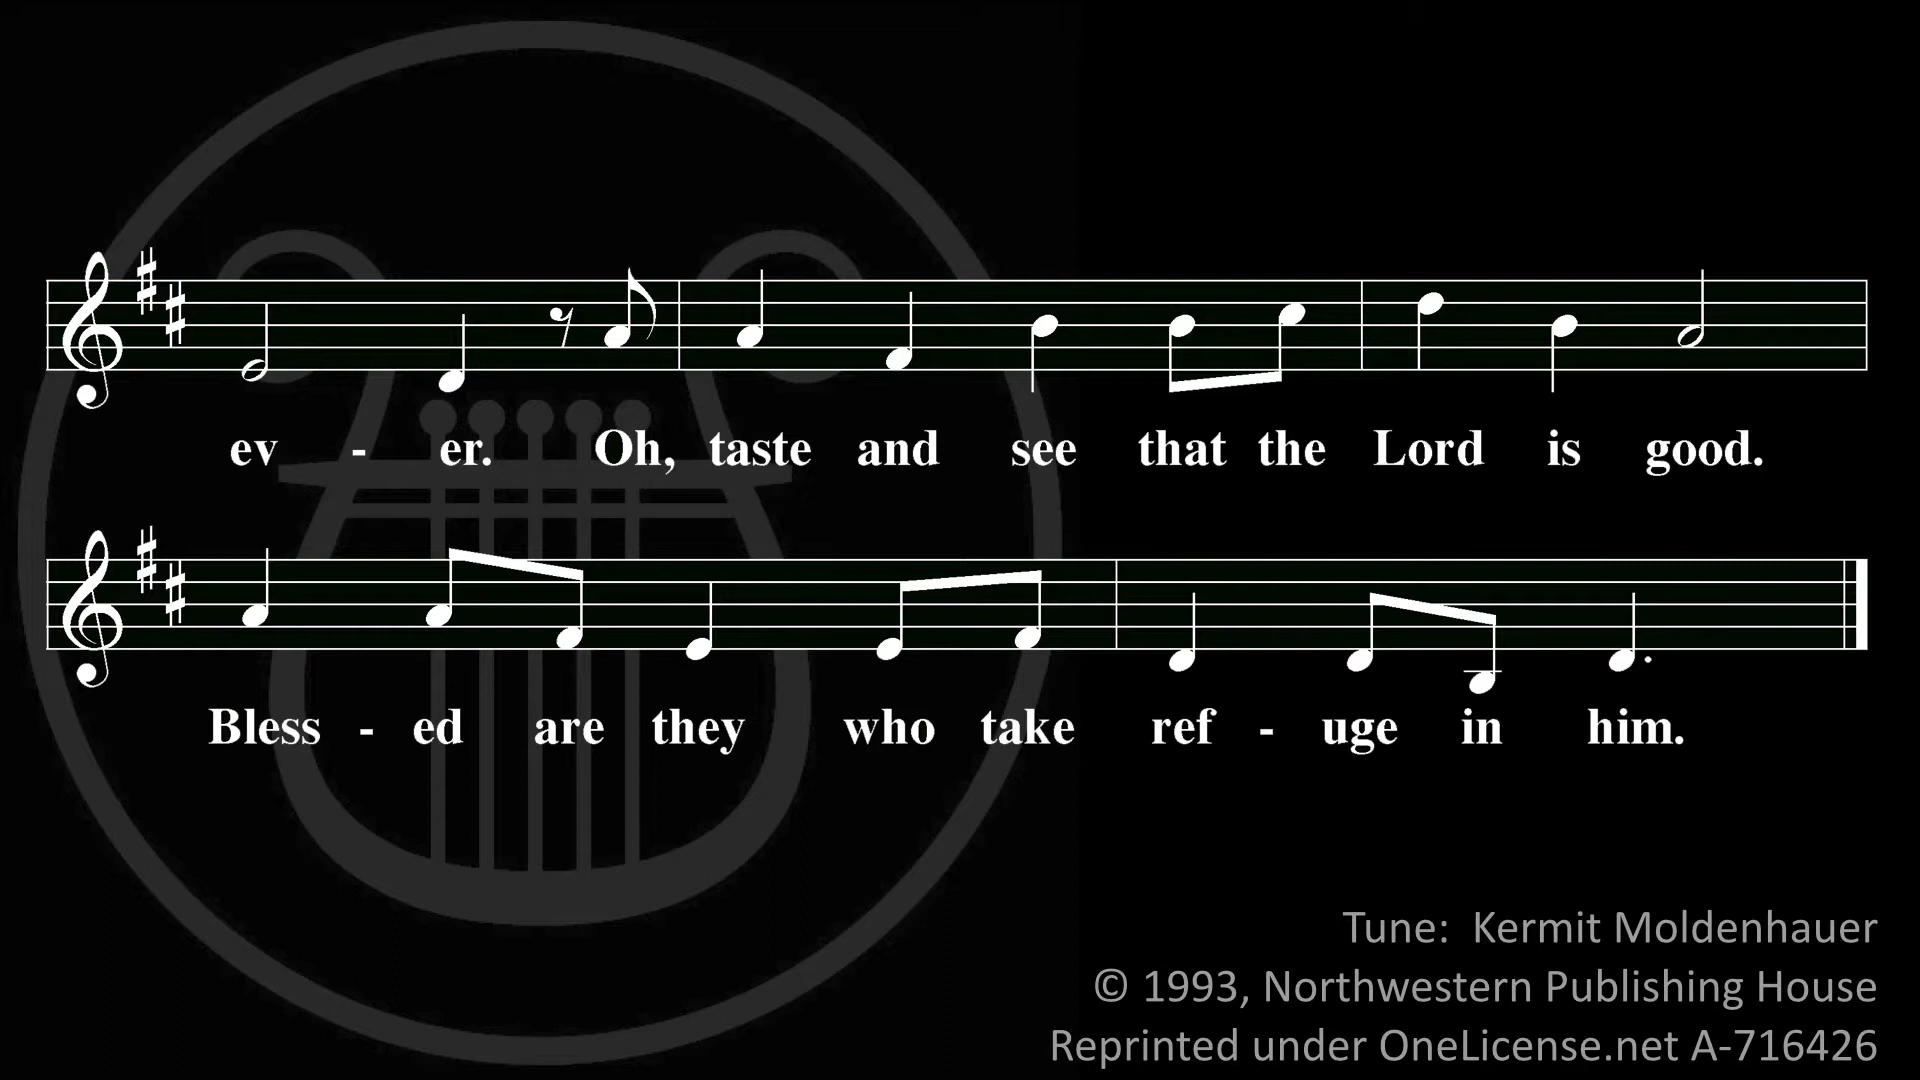 ev - er. Oh, taste and see that the Lord is good.
Bless - ed are they who take ref - uge in him.
Tune: Kermit Moldenhauer
© 1993, Northwestern Publishing House
Reprinted under OneLicense.net A-716426